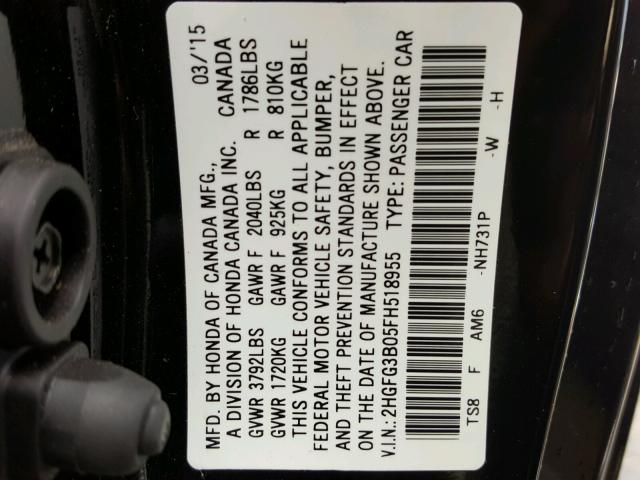 MFD. BY HONDA OF CANADA MFG., 03/'15
A DIVISION OF HONDA CANADA INC. CANADA
GVWR 3792LBS GAWR F 2040LBS R 1786LBS
GVWR 1720KG GAWR F 925KG R 810KG
THIS VEHICLE CONFORMS TO ALL APPLICABLE
FEDERAL MOTOR VEHICLE SAFETY, BUMPER,
AND THEFT PREVENTION STANDARDS IN EFFECT
ON THE DATE OF MANUFACTURE SHOWN ABOVE.
V.I.N.: 2HGFG3B05FH518955 TYPE: PASSENGER CAR
TS8 F AM6 -NH731P -W -H